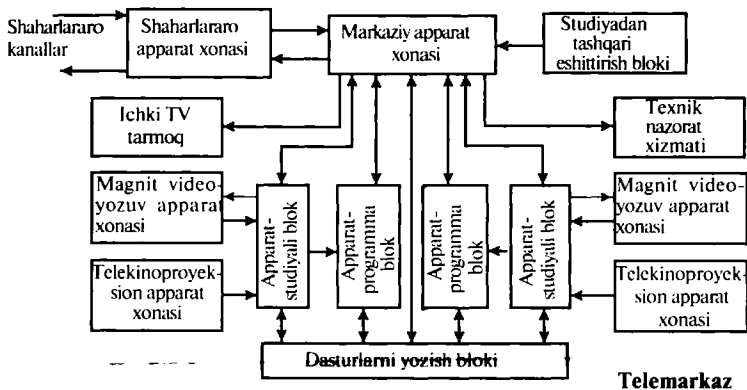 Shaharlararo
kanallar
Shaharlararo
apparat xonasi
Markaziy apparat
xonasi
Studiyadan
tashqari
eshittirish bloki
Ichki TV
tarmoq
Texnik
nazorat
xizmati
Magnit video-
yozuv apparat
xonasi
Apparat-
studiyali blok
Apparat-
programma
blok
Apparat-
programma
blok
Apparat-
studiyali blok
Magnit video-
yozuv apparat
xonasi
Telekinoproyek-
sion apparat
xonasi
Telekinoproyek-
sion apparat
xonasi
Dasturlarni yozish bloki
Telemarkaz